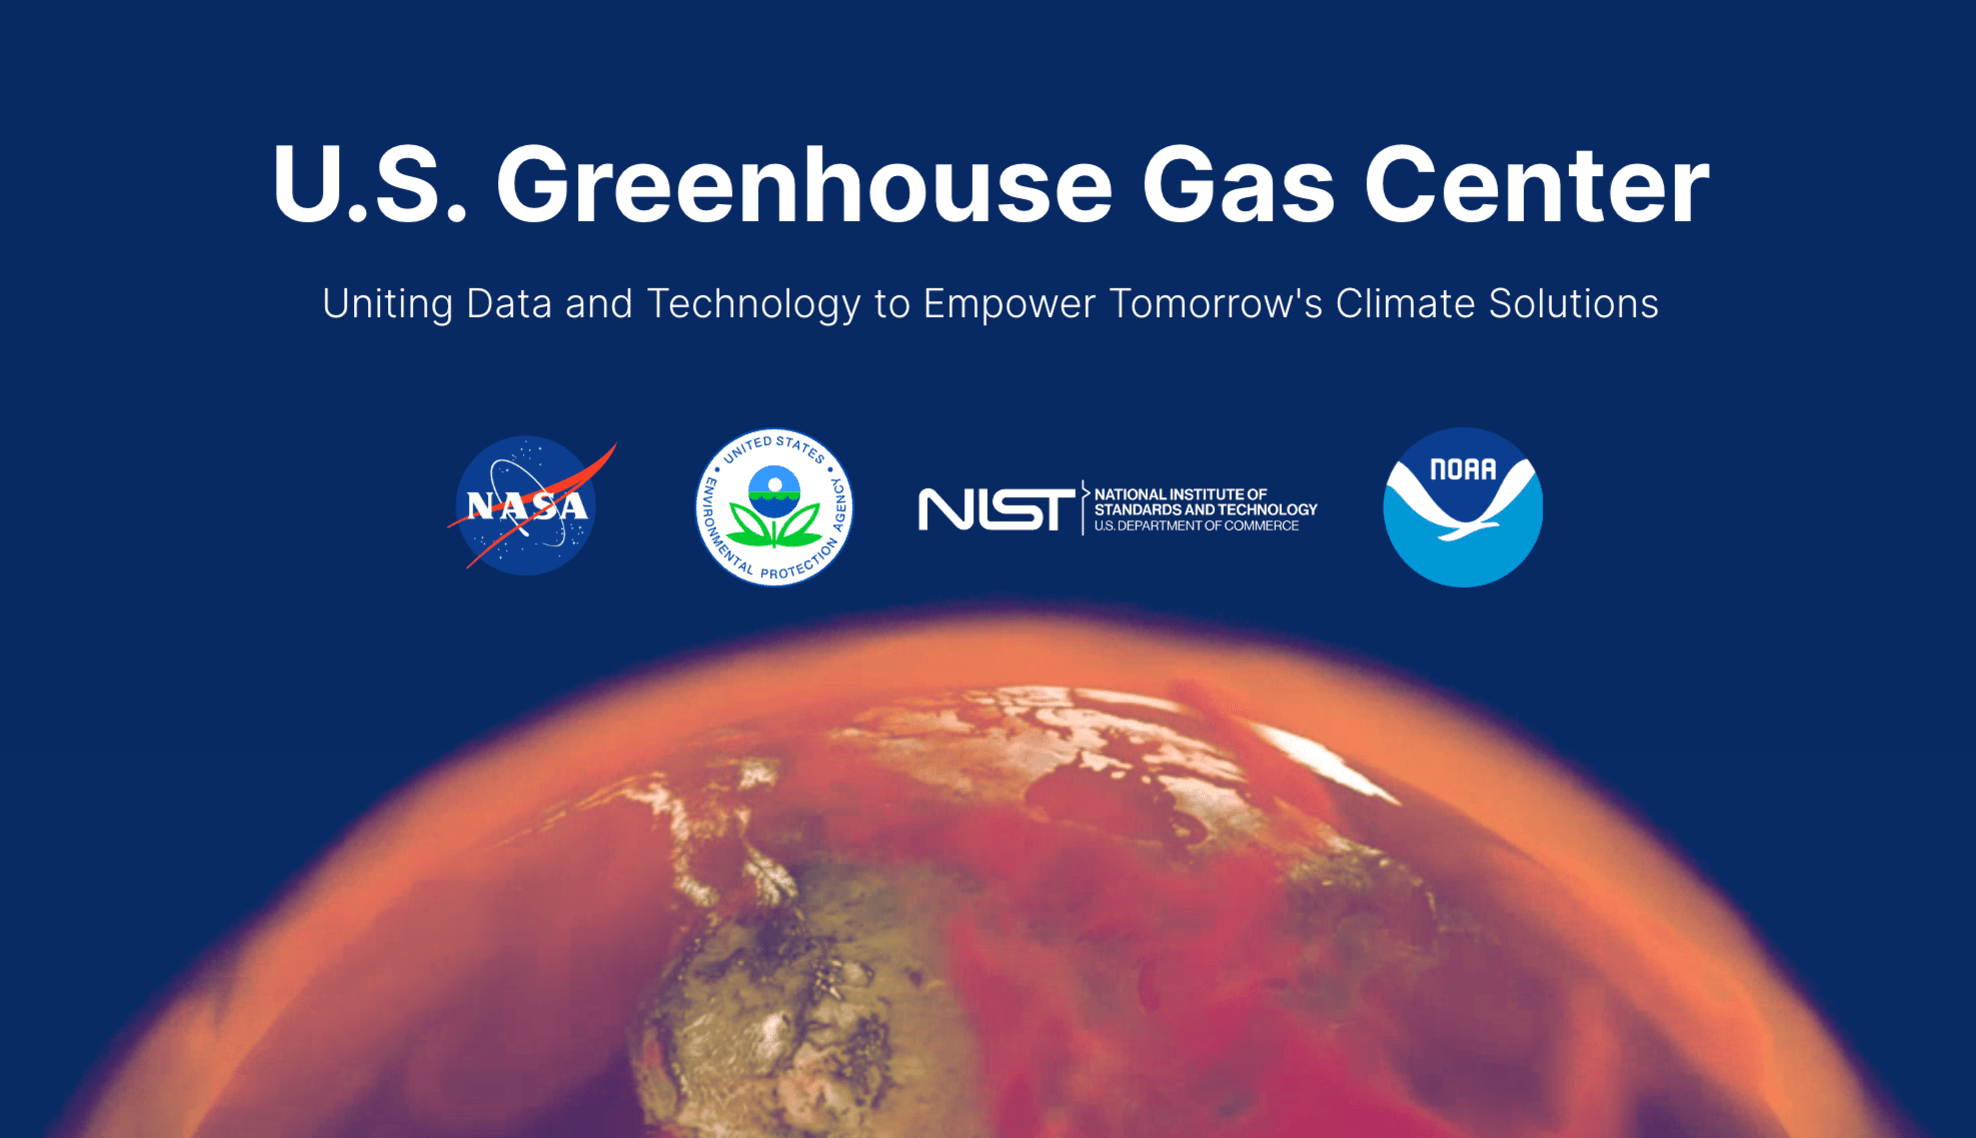 U.S. Greenhouse Gas Center
Uniting Data and Technology to Empower Tomorrow's Climate Solutions
NASA
UNITED STATES
ENVIRONMENTAL PROTECTION AGENCY
NIST
NATIONAL INSTITUTE OF
STANDARDS AND TECHNOLOGY
U.S. DEPARTMENT OF COMMERCE
NOAA